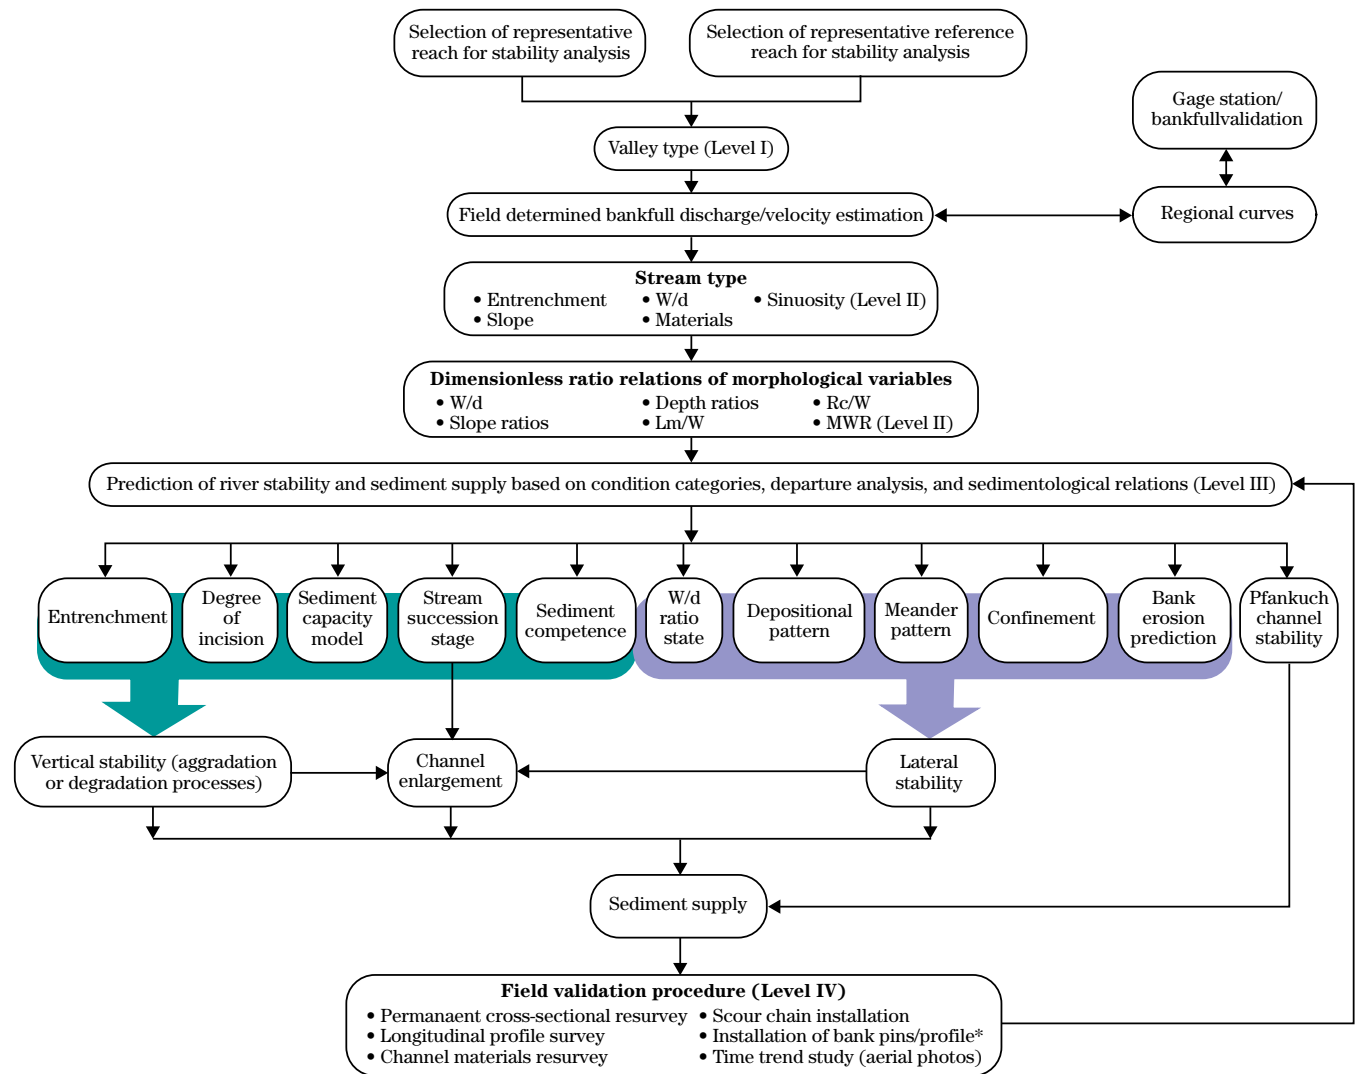 Selection of representative
reach for stability analysis
Selection of representative reference
reach for stability analysis
Gage station/
bankfullvalidation
Valley type (Level I)
Field determined bankfull discharge/velocity estimation
Regional curves
Stream type
• Entrenchment • W/d • Sinuosity (Level II)
• Slope • Materials
Dimensionless ratio relations of morphological variables
• W/d • Depth ratios • Rc/W
• Slope ratios • Lm/W • MWR (Level II)
Prediction of river stability and sediment supply based on condition categories, departure analysis, and sedimentological relations (Level III)
Entrenchment
Degree
of
incision
Sediment
capacity
model
Stream
succession
stage
Sediment
competence
W/d
ratio
state
Depositional
pattern
Meander
pattern
Confinement
Bank
erosion
prediction
Pfankuch
channel
stability
Vertical stability (aggradation
or degradation processes)
Channel
enlargement
Lateral
stability
Sediment supply
Field validation procedure (Level IV)
• Permanaent cross-sectional resurvey • Scour chain installation
• Longitudinal profile survey • Installation of bank pins/profile*
• Channel materials resurvey • Time trend study (aerial photos)